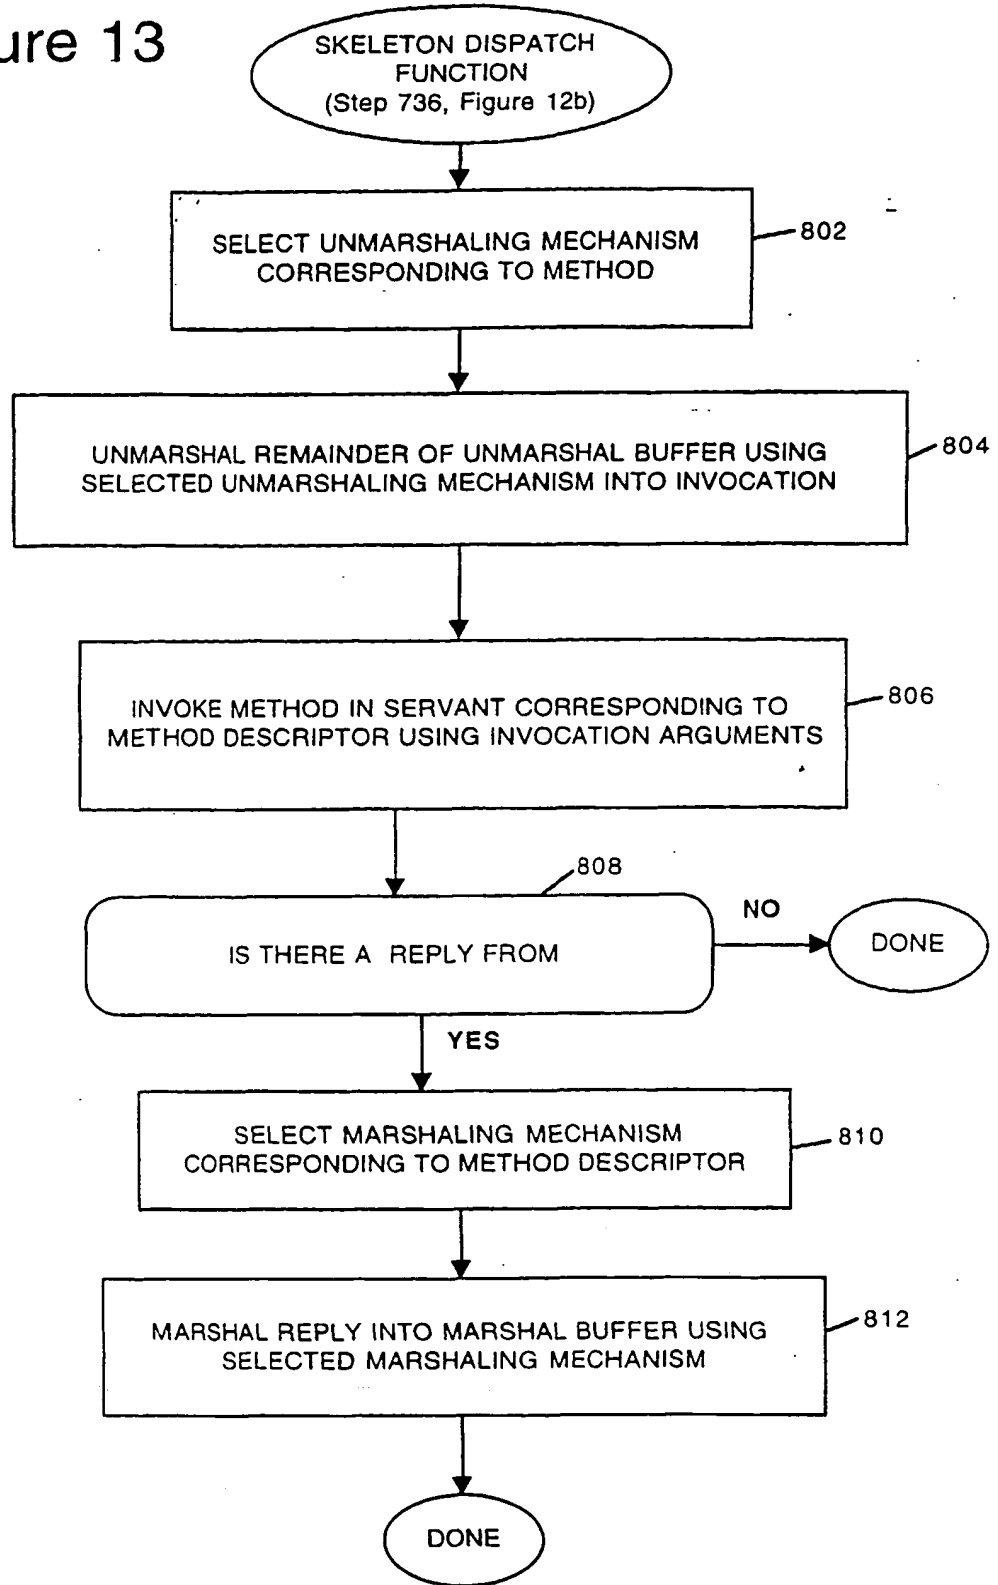 ure 13
SKELETON DISPATCH
FUNCTION
(Step 736, Figure 12b)
SELECT UNMARSHALING MECHANISM
CORRESPONDING TO METHOD
802
UNMARSHAL REMAINDER OF UNMARSHAL BUFFER USING
SELECTED UNMARSHALING MECHANISM INTO INVOCATION
804
INVOKE METHOD IN SERVANT CORRESPONDING TO
METHOD DESCRIPTOR USING INVOCATION ARGUMENTS
806
808
IS THERE A REPLY FROM
NO
DONE
YES
SELECT MARSHALING MECHANISM
CORRESPONDING TO METHOD DESCRIPTOR
810
MARSHAL REPLY INTO MARSHAL BUFFER USING
SELECTED MARSHALING MECHANISM
812
DONE